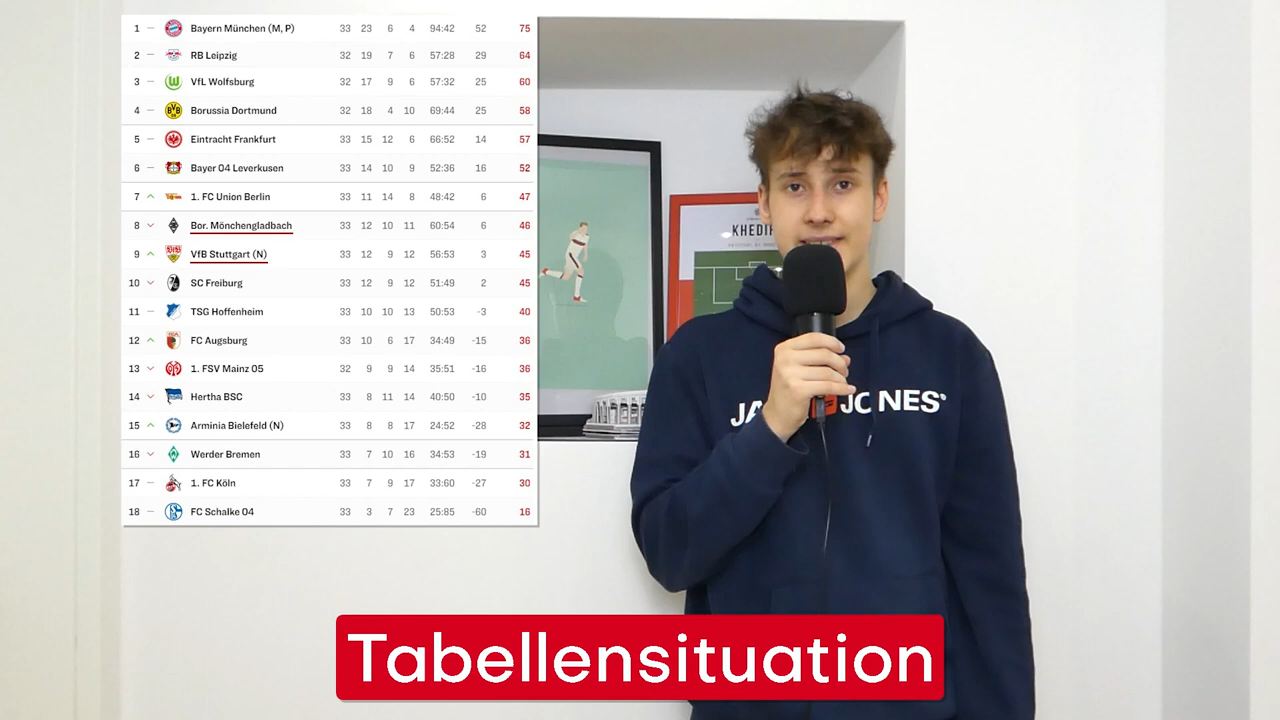 1 – Bayern München (M, P) 33 23 6 4 94:42 52 75
2 – RB Leipzig 32 19 7 6 57:28 29 64
3 – VfL Wolfsburg 32 17 9 6 57:32 25 60
4 – Borussia Dortmund 32 18 4 10 69:44 25 58
5 – Eintracht Frankfurt 33 15 12 6 66:52 14 57
6 – Bayer 04 Leverkusen 33 14 10 9 52:36 16 52
7 1. FC Union Berlin 33 11 14 8 48:42 6 47
8 Bor. Mönchengladbach 33 12 10 11 60:54 6 46
9 VfB Stuttgart (N) 33 12 9 12 56:53 3 45
10 SC Freiburg 33 12 9 12 51:49 2 45
11 – TSG Hoffenheim 33 10 10 13 50:53 -3 40
12 FC Augsburg 33 10 6 17 34:49 -15 36
13 1. FSV Mainz 05 32 9 9 14 35:51 -16 36
14 Hertha BSC 33 8 11 14 40:50 -10 35
15 Arminia Bielefeld (N) 33 8 8 17 24:52 -28 32
16 Werder Bremen 33 7 10 16 34:53 -19 31
17 – 1. FC Köln 33 7 9 17 33:60 -27 30
18 – FC Schalke 04 33 3 7 23 25:85 -60 16
KHEDI
JA JONES®
Tabellensituation